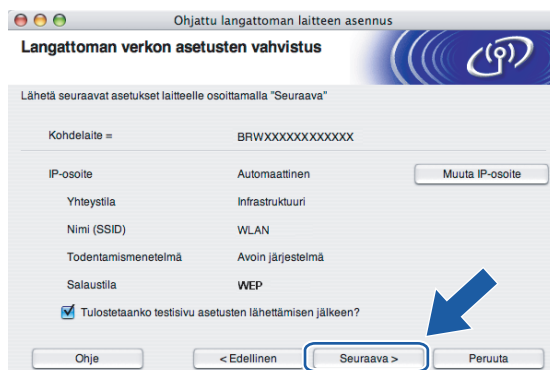 Ohjattu langattoman laitteen asennus
Langattoman verkon asetusten vahvistus
Lähetä seuraavat asetukset laitteelle osoittamalla "Seuraava"
Kohdelaite = BRWXXXXXXXXXXXX
IP-osoite Automaattinen Muuta IP-osoite
Yhteystila Infrastruktuuri
Nimi (SSID) WLAN
Todentamismenetelmä Avoin järjestelmä
Salaustila WEP
Tulostetaanko testisivu asetusten lähettämisen jälkeen?
Ohje < Edellinen Seuraava > Peruuta